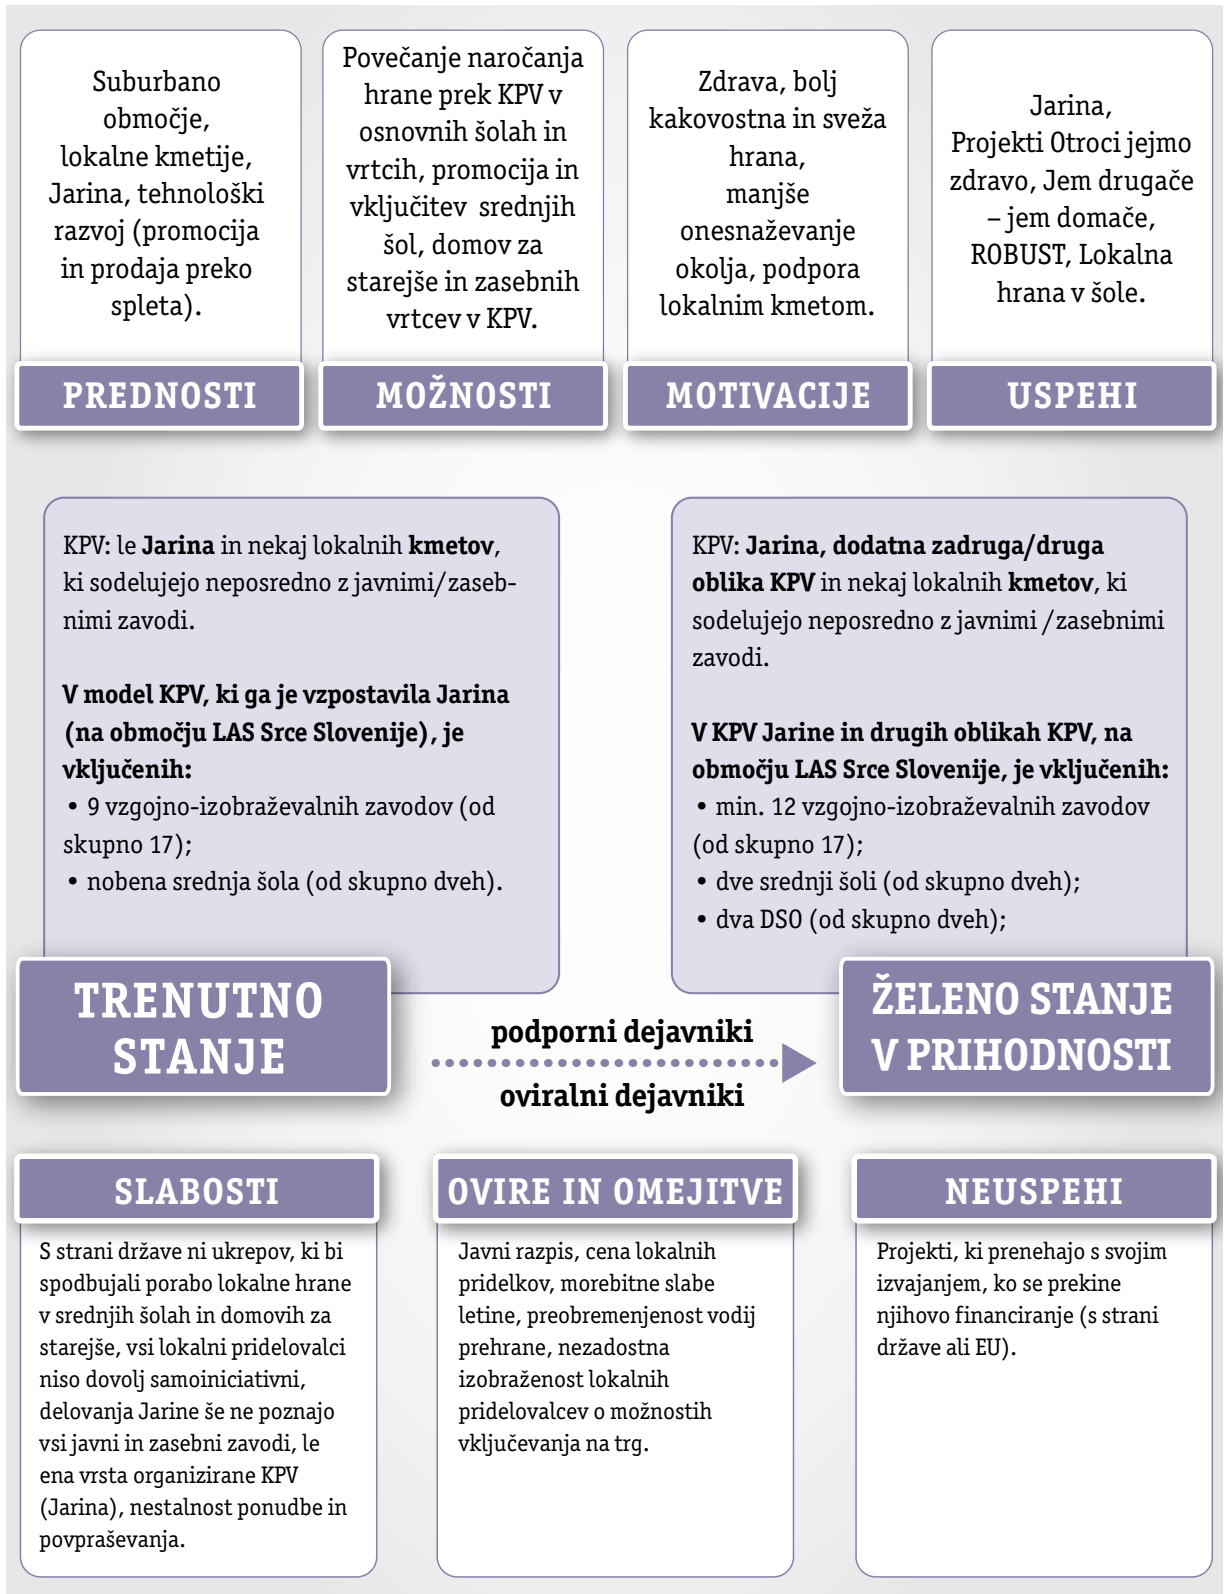 Suburbano
območje,
lokalne kmetije,
Jarina, tehnološki
razvoj (promocija
in prodaja preko
spleta).
PREDNOSTI
Povečanje naročanja
hrane prek KPV v
osnovnih šolah in
vrtcih, promocija in
vključitev srednjih
šol, domov za
starejše in zasebnih
vrtcev v KPV.
MOŽNOSTI
Zdrava, bolj
kakovostna in sveža
hrana,
manjše
onesnaževanje
okolja, podpora
lokalnim kmetom.
MOTIVACIJE
Jarina,
Projekti Otroci jejmo
zdravo, Jem drugače
– jem domače,
ROBUST, Lokalna
hrana v šole.
USPEHI
KPV: le Jarina in nekaj lokalnih kmetov,
ki sodelujejo neposredno z javnimi/zaseb-
nimi zavodi.
V model KPV, ki ga je vzpostavila Jarina
(na območju LAS Srce Slovenije), je
vključenih:
• 9 vzgojno-izobraževalnih zavodov (od
skupno 17);
• nobena srednja šola (od skupno dveh).
TRENUTNO
STANJE
KPV: Jarina, dodatna zadruga/druga
oblika KPV in nekaj lokalnih kmetov, ki
sodelujejo neposredno z javnimi /zasebnimi
zavodi.
V KPV Jarine in drugih oblikah KPV, na
območju LAS Srce Slovenije, je vključenih:
• min. 12 vzgojno-izobraževalnih zavodov
(od skupno 17);
• dve srednji šoli (od skupno dveh);
• dva DSO (od skupno dveh);
ŽELENO STANJE
V PRIHODNOSTI
podporni dejavniki
oviralni dejavniki
SLABOSTI
S strani države ni ukrepov, ki bi
spodbujali porabo lokalne hrane
v srednjih šolah in domovih za
starejše, vsi lokalni pridelovalci
niso dovolj samoiniciativni,
delovanja Jarine še ne poznajo
vsi javni in zasebni zavodi, le
ena vrsta organizirane KPV
(Jarina), nestalnost ponudbe in
povpraševanja.
OVIRE IN OMEJITVE
Javni razpis, cena lokalnih
pridelkov, morebitne slabe
letine, preobremenjenost vodij
prehrane, nezadostna
izobraženost lokalnih
pridelovalcev o možnostih
vključevanja na trg.
NEUSPEHI
Projekti, ki prenehajo s svojim
izvajanjem, ko se prekine
njihovo financiranje (s strani
države ali EU).